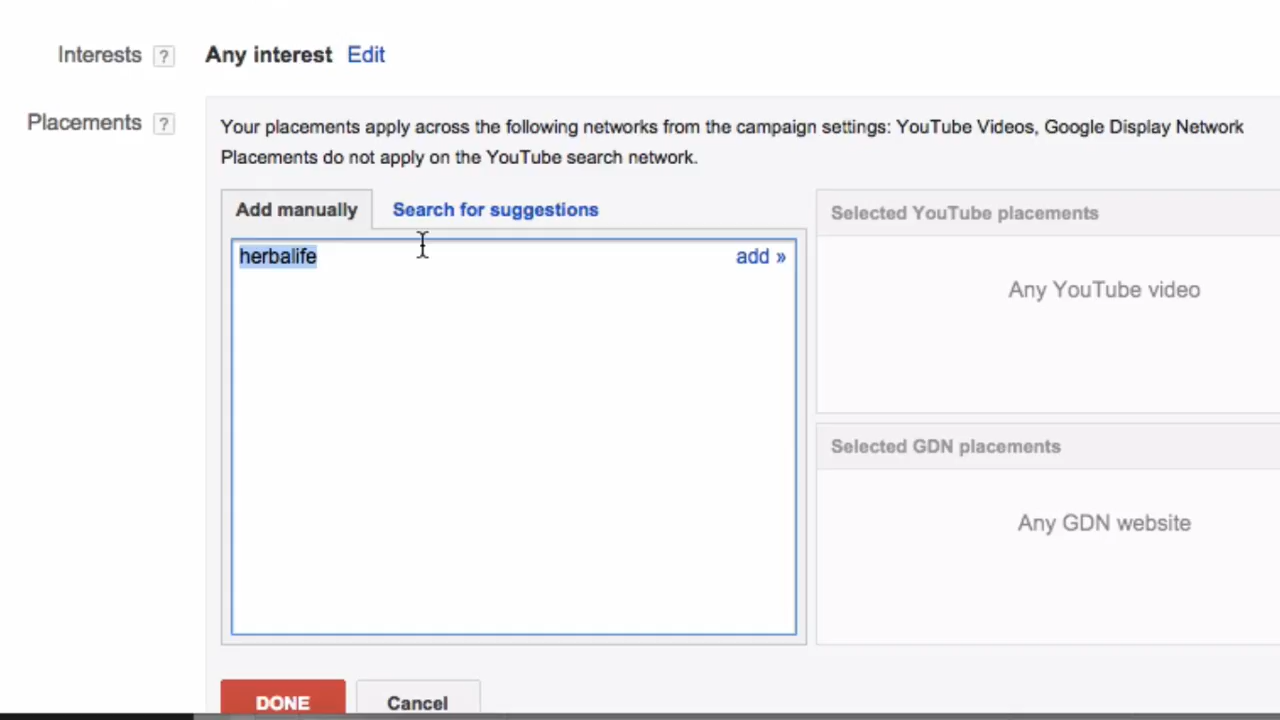 Interests ? Any interest Edit
Placements ?
Your placements apply across the following networks from the campaign settings: YouTube Videos, Google Display Network
Placements do not apply on the YouTube search network.
Add manually Search for suggestions
herbalife add »
Selected YouTube placements
Any YouTube video
Selected GDN placements
Any GDN website
DONE Cancel